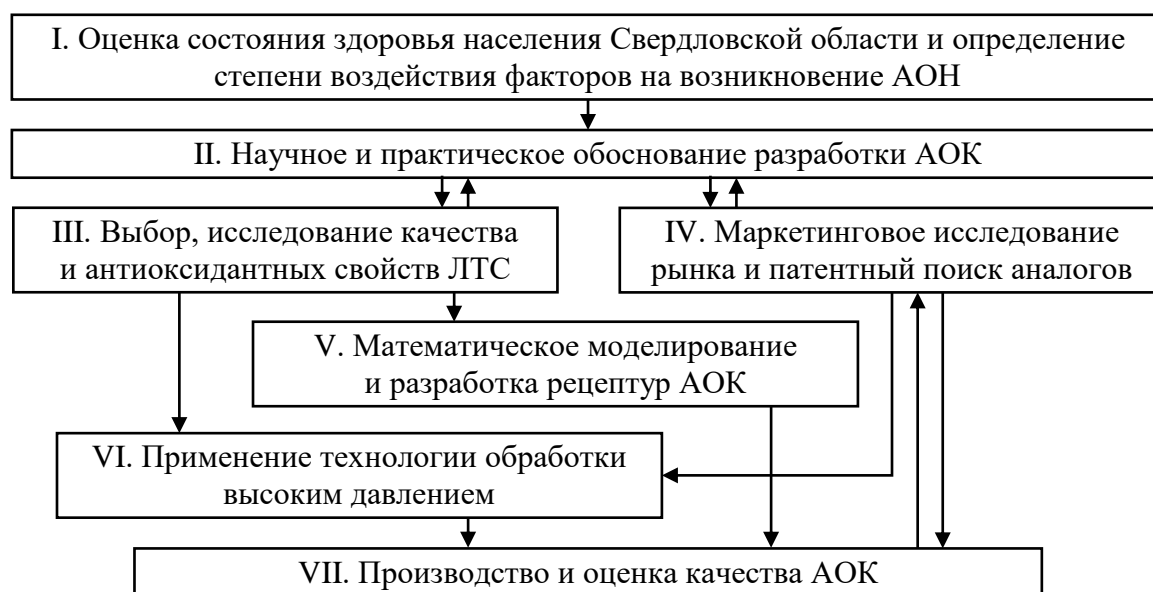 I. Оценка состояния здоровья населения Свердловской области и определение
степени воздействия факторов на возникновение АОН
II. Научное и практическое обоснование разработки АОК
III. Выбор, исследование качества
и антиоксидантных свойств ЛТС
IV. Маркетинговое исследование
рынка и патентный поиск аналогов
V. Математическое моделирование
и разработка рецептур АОК
VI. Применение технологии обработки
высоким давлением
VII. Производство и оценка качества АОК